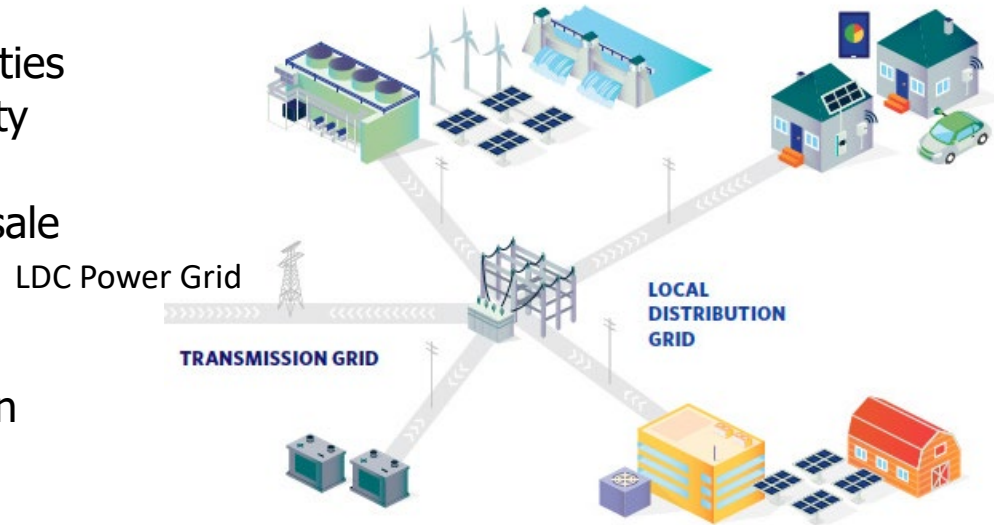 ties
ty
sale
LDC Power Grid
n
TRANSMISSION GRID
LOCAL
DISTRIBUTION
GRID